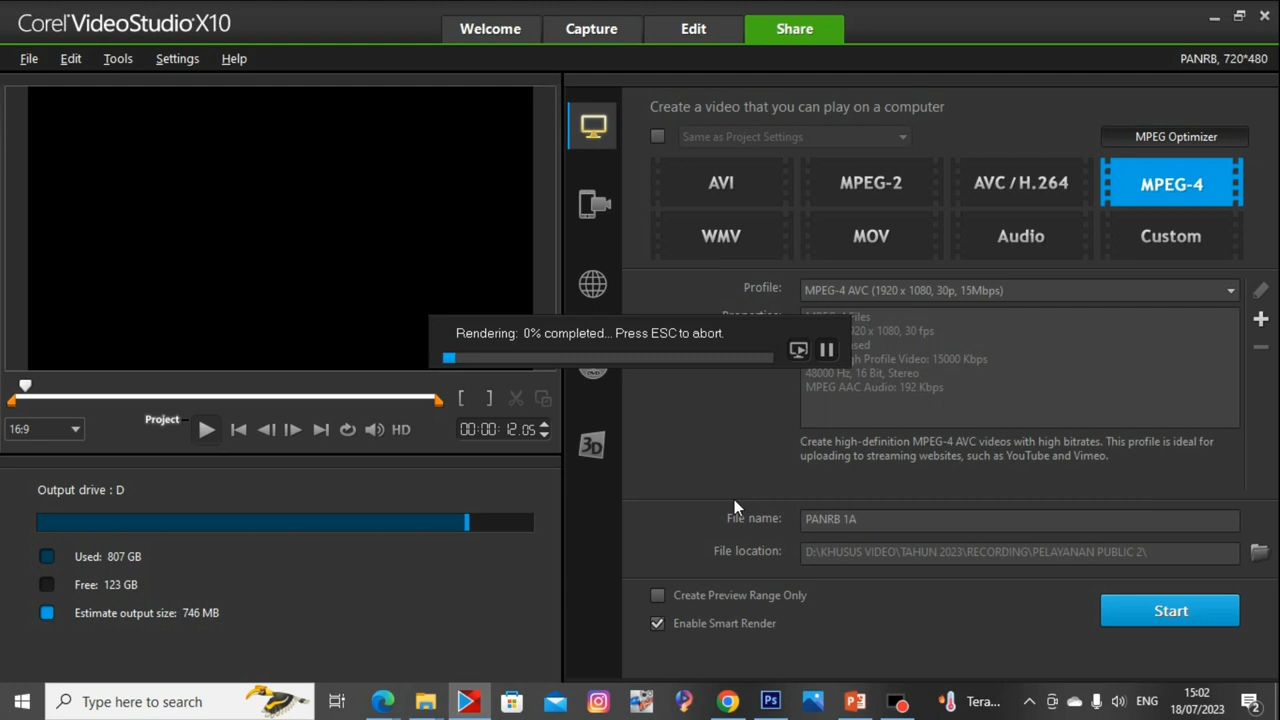 Corel VideoStudio X10
Welcome
Capture
Edit
Share
File
Edit
Tools
Settings
Help
PANRB, 720*480
Create a video that you can play on a computer
Same as Project Settings
MPEG Optimizer
AVI
MPEG-2
AVC / H.264
MPEG-4
WMV
MOV
Audio
Custom
Profile:
MPEG-4 AVC (1920 x 1080, 30p, 15Mbps)
Rendering: 0% completed... Press ESC to abort.
920 x 1080, 30 fps
High Profile Video: 15000 Kbps
48000 Hz, 16 Bit, Stereo
MPEG AAC Audio: 192 Kbps
Create high-definition MPEG-4 AVC videos with high bitrates. This profile is ideal for
uploading to streaming websites, such as YouTube and Vimeo.
3D
16:9
Project
HD
00:00:12.05
Output drive : D
Used: 807 GB
Free: 123 GB
Estimate output size: 746 MB
File name:
PANRB 1A
File location:
D:\KHUSUS VIDEO\TAHUN 2023\RECORDING\PELAYANAN PUBLIC 2\
Create Preview Range Only
Enable Smart Render
Start
Type here to search
Ps
Tera...
ENG
15:02
18/07/2023
2